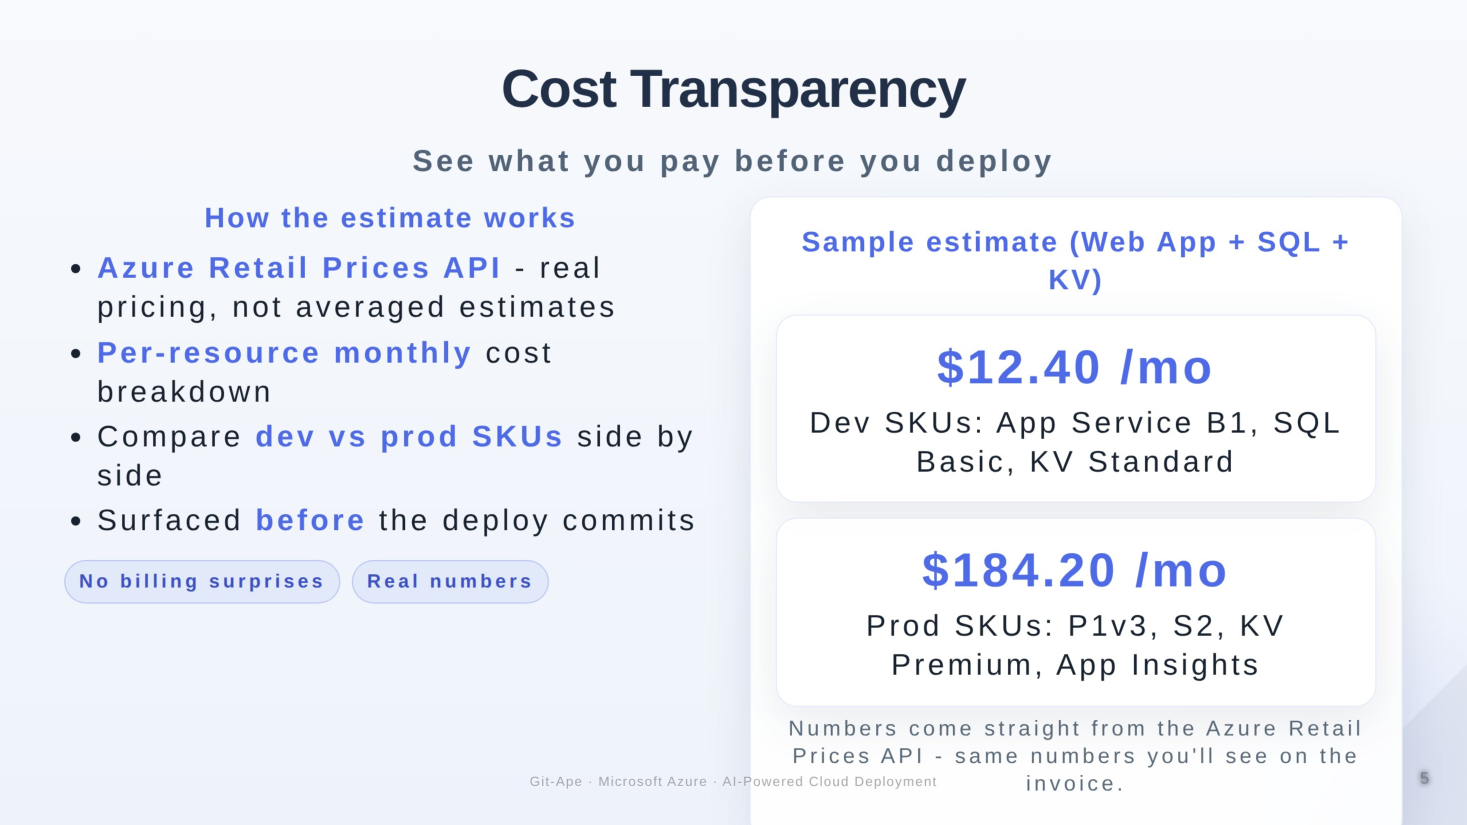 Cost Transparency
See what you pay before you deploy
How the estimate works
• Azure Retail Prices API - real
pricing, not averaged estimates
• Per-resource monthly cost
breakdown
• Compare dev vs prod SKUs side by
side
• Surfaced before the deploy commits
No billing surprises
Real numbers
Sample estimate (Web App + SQL +
KV)
$12.40 /mo
Dev SKUs: App Service B1, SQL
Basic, KV Standard
$184.20 /mo
Prod SKUs: P1v3, S2, KV
Premium, App Insights
Numbers come straight from the Azure Retail
Prices API - same numbers you'll see on the
invoice.
Git-Ape · Microsoft Azure · AI-Powered Cloud Deployment
5